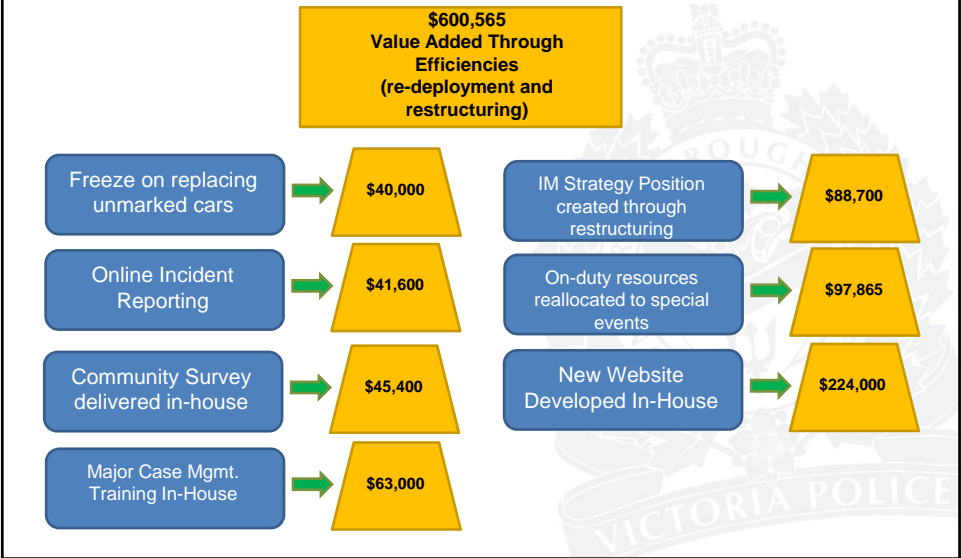 $600,565
Value Added Through
Efficiencies
(re-deployment and
restructuring)
Freeze on replacing
unmarked cars
$40,000
Online Incident
Reporting
$41,600
Community Survey
delivered in-house
$45,400
Major Case Mgmt.
Training In-House
$63,000
IM Strategy Position
created through
restructuring
$88,700
On-duty resources
reallocated to special
events
$97,865
New Website
Developed In-House
$224,000
VICTORIA POLICE